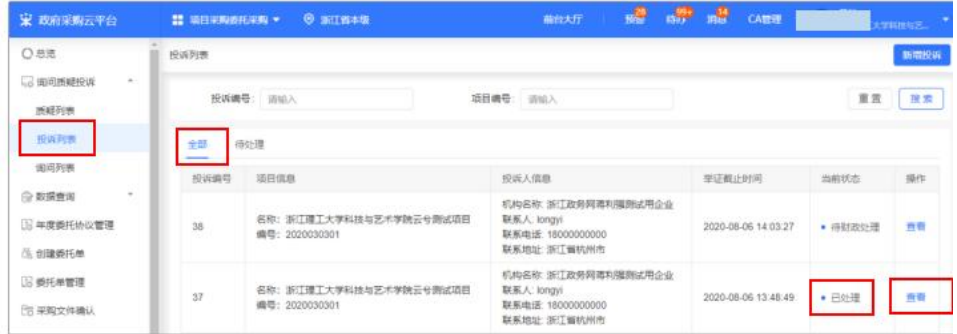 政府采购云平台
项目采购委托采购
浙江省本级
前台大厅
预警
28
待办
99+
消息
14
CA管理
大学科技与艺...
总览
询问质疑投诉
质疑列表
投诉列表
询问列表
数据查询
年度委托协议管理
创建委托单
委托单管理
采购文件确认
投诉列表
新增投诉
投诉编号: 请输入
项目编号: 请输入
重置
搜索
全部
待处理
投诉编号 项目信息 投诉人信息 举证截止时间 当前状态 操作
38
名称: 浙江理工大学科技与艺术学院云兮测试项目
编号: 2020030301
机构名称: 浙江政务网蒋利强测试用企业
联系人: longyi
联系电话: 18000000000
联系地址: 浙江省杭州市
2020-08-06 14:03:27
待财政处理
查看
37
名称: 浙江理工大学科技与艺术学院云兮测试项目
编号: 2020030301
机构名称: 浙江政务网蒋利强测试用企业
联系人: longyi
联系电话: 18000000000
联系地址: 浙江省杭州市
2020-08-06 13:48:49
已处理
查看